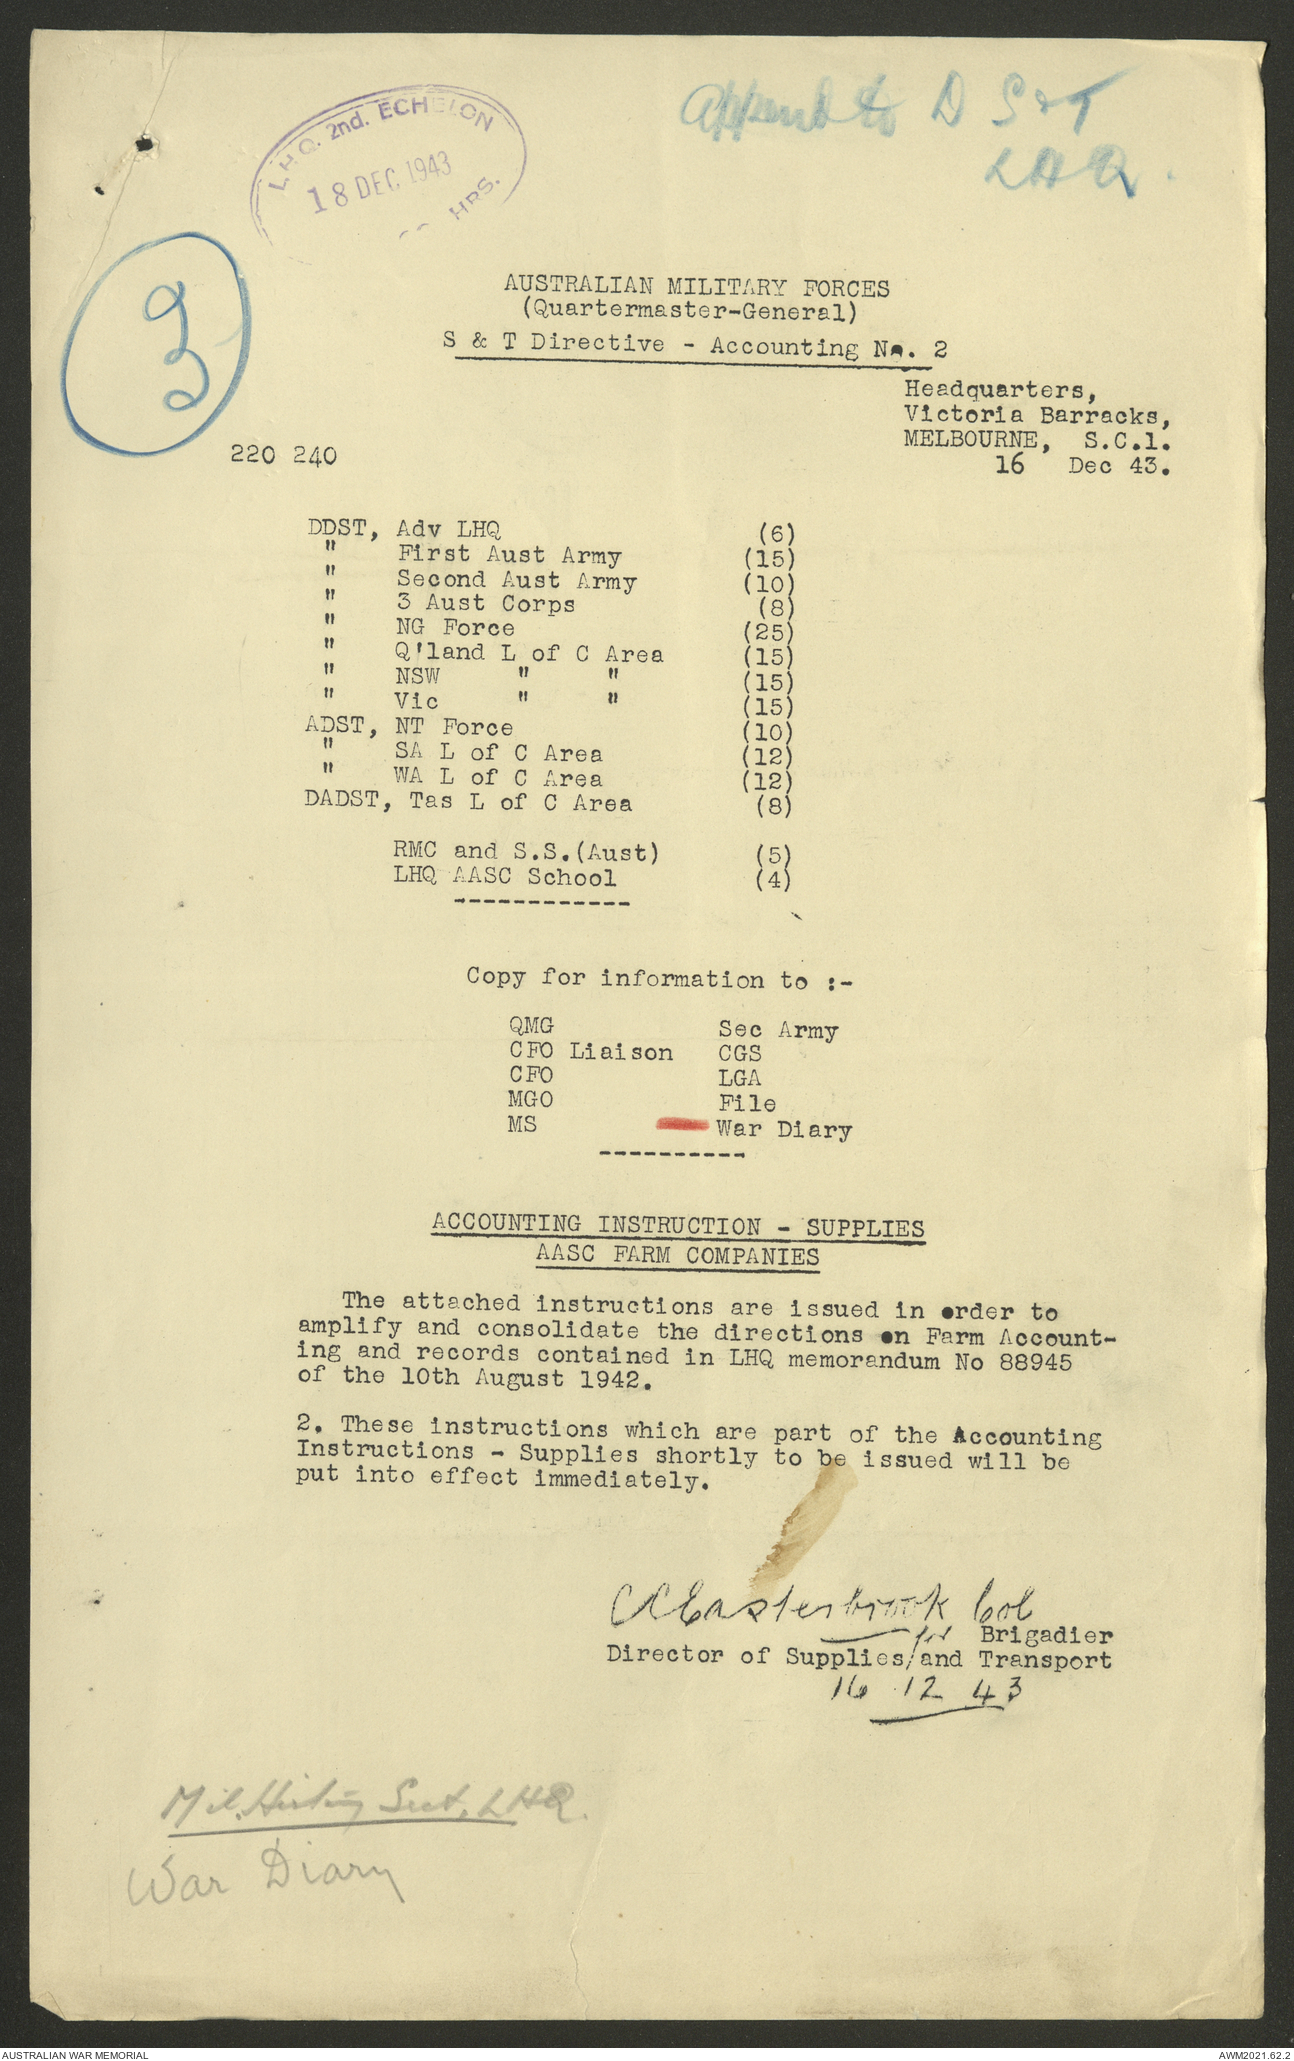 L.H.Q. 2nd. ECHELON
18 DEC 1943
HRS.
Append to D S & T
LHQ.
3
AUSTRALIAN MILITARY FORCES
(Quartermaster-General)
S & T Directive - Accounting No. 2
Headquarters,
Victoria Barracks,
MELBOURNE, S.C.1.
16 Dec 43.
220 240
DDST, Adv LHQ (6)
" First Aust Army (15)
" Second Aust Army (10)
" 3 Aust Corps (8)
" NG Force (25)
" Q'land L of C Area (15)
" NSW " " (15)
" Vic " " (15)
ADST, NT Force (10)
" SA L of C Area (12)
" WA L of C Area (12)
DADST, Tas L of C Area (8)
RMC and S.S.(Aust) (5)
LHQ AASC School (4)
------------
Copy for information to :-
QMG Sec Army
CFO Liaison CGS
CFO LGA
MGO File
MS War Diary
----------
ACCOUNTING INSTRUCTION - SUPPLIES
AASC FARM COMPANIES
The attached instructions are issued in order to
amplify and consolidate the directions on Farm Account-
ing and records contained in LHQ memorandum No 88945
of the 10th August 1942.
2. These instructions which are part of the Accounting
Instructions - Supplies shortly to be issued will be
put into effect immediately.
CAEasterbrook Col
for Brigadier
Director of Supplies/and Transport
16 12 43
Mil. History Sect, LHQ.
War Diary
AUSTRALIAN WAR MEMORIAL
AWM2021.62.2